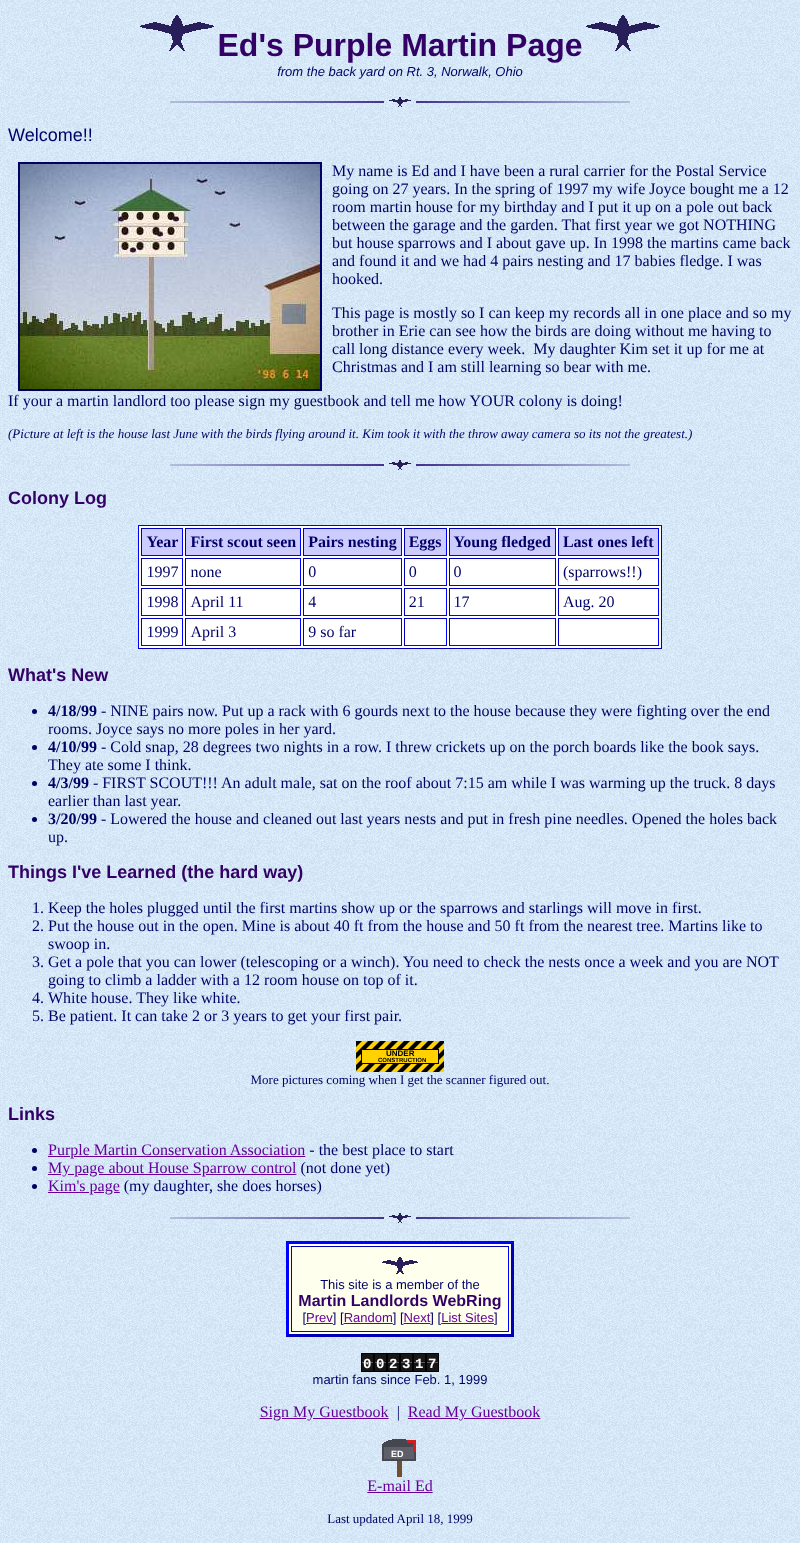 Ed's Purple Martin Page
from the back yard on Rt. 3, Norwalk, Ohio
Welcome!!
'98 6 14
My name is Ed and I have been a rural carrier for the Postal Service
going on 27 years. In the spring of 1997 my wife Joyce bought me a 12
room martin house for my birthday and I put it up on a pole out back
between the garage and the garden. That first year we got NOTHING
but house sparrows and I about gave up. In 1998 the martins came back
and found it and we had 4 pairs nesting and 17 babies fledge. I was
hooked.
This page is mostly so I can keep my records all in one place and so my
brother in Erie can see how the birds are doing without me having to
call long distance every week.  My daughter Kim set it up for me at
Christmas and I am still learning so bear with me.
If your a martin landlord too please sign my guestbook and tell me how YOUR colony is doing!
(Picture at left is the house last June with the birds flying around it. Kim took it with the throw away camera so its not the greatest.)
Colony Log
Year First scout seen Pairs nesting Eggs Young fledged Last ones left
1997 none 0 0 0 (sparrows!!)
1998 April 11 4 21 17 Aug. 20
1999 April 3 9 so far
What's New
• 4/18/99 - NINE pairs now. Put up a rack with 6 gourds next to the house because they were fighting over the end
rooms. Joyce says no more poles in her yard.
• 4/10/99 - Cold snap, 28 degrees two nights in a row. I threw crickets up on the porch boards like the book says.
They ate some I think.
• 4/3/99 - FIRST SCOUT!!! An adult male, sat on the roof about 7:15 am while I was warming up the truck. 8 days
earlier than last year.
• 3/20/99 - Lowered the house and cleaned out last years nests and put in fresh pine needles. Opened the holes back
up.
Things I've Learned (the hard way)
1. Keep the holes plugged until the first martins show up or the sparrows and starlings will move in first.
2. Put the house out in the open. Mine is about 40 ft from the house and 50 ft from the nearest tree. Martins like to
swoop in.
3. Get a pole that you can lower (telescoping or a winch). You need to check the nests once a week and you are NOT
going to climb a ladder with a 12 room house on top of it.
4. White house. They like white.
5. Be patient. It can take 2 or 3 years to get your first pair.
UNDER
CONSTRUCTION
More pictures coming when I get the scanner figured out.
Links
• Purple Martin Conservation Association - the best place to start
• My page about House Sparrow control (not done yet)
• Kim's page (my daughter, she does horses)
This site is a member of the
Martin Landlords WebRing
[Prev] [Random] [Next] [List Sites]
002317
martin fans since Feb. 1, 1999
Sign My Guestbook | Read My Guestbook
ED
E-mail Ed
Last updated April 18, 1999